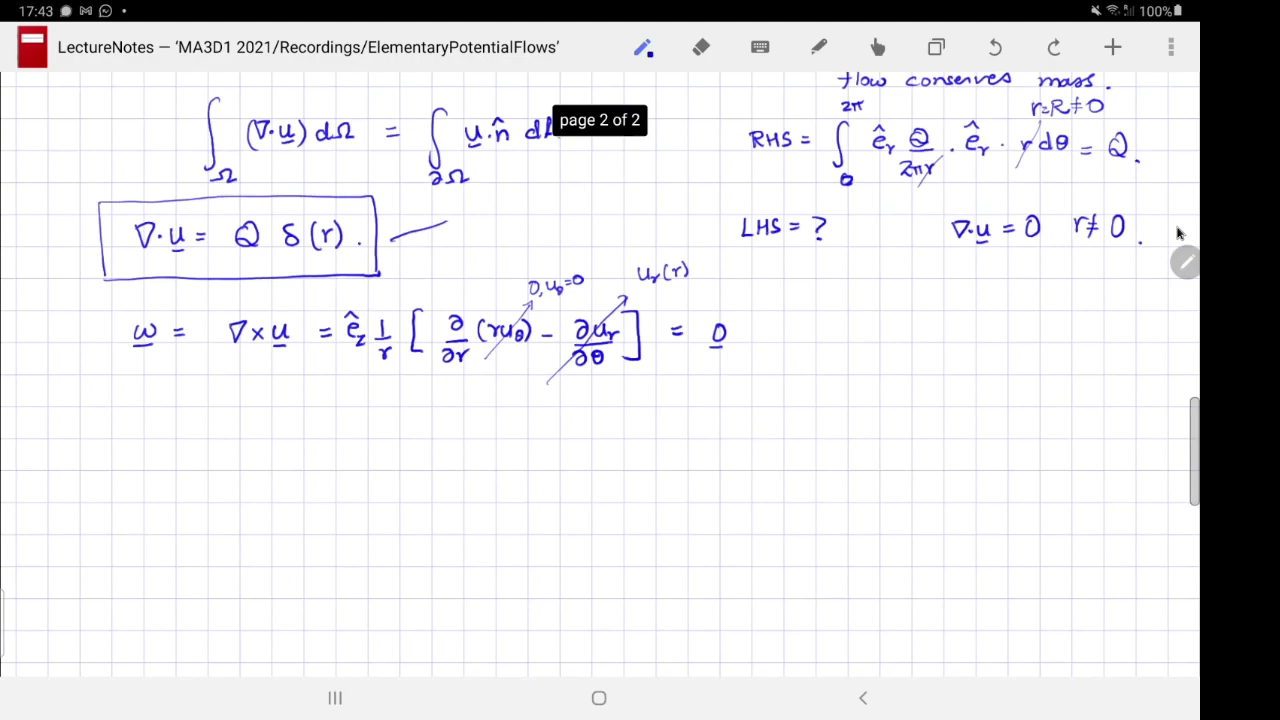 17:43
100%
LectureNotes — ‘MA3D1 2021/Recordings/ElementaryPotentialFlows’
flow conserves mass.
r=R≠0
∫_Ω (∇·u) dΩ = ∫_∂Ω u·n̂ d
page 2 of 2
RHS = ∫_0^2π ê_r Q/2πr · ê_r · r dθ = Q.
∇·u = Q δ(r).
LHS = ? ∇·u = 0 r≠0.
0, u_θ=0 u_r(r)
ω = ∇×u = ê_z 1/r [ ∂/∂r (ru_θ) − ∂u_r/∂θ ] = 0